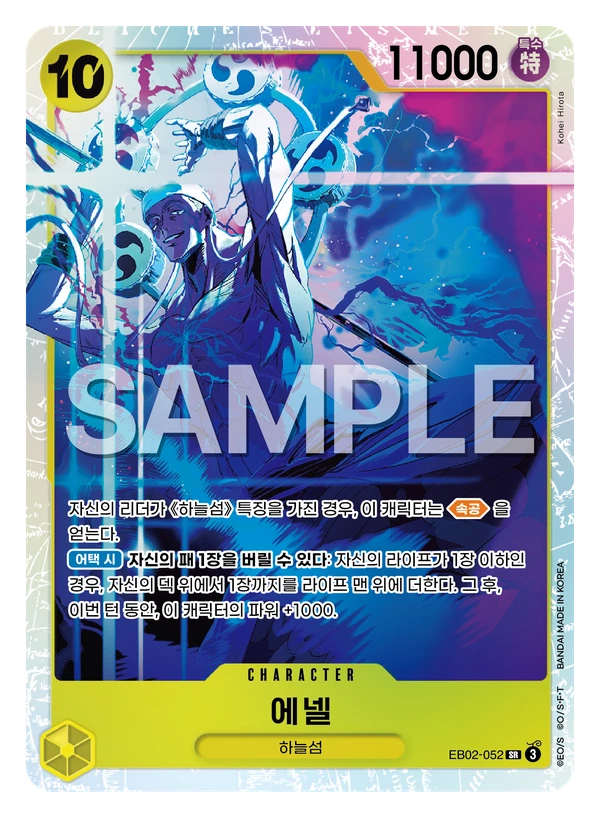 10
11000
특수
特
Kohei Hirota
SAMPLE
자신의 리더가 《하늘섬》 특징을 가진 경우, 이 캐릭터는 속공 을
얻는다.
어택 시 자신의 패 1장을 버릴 수 있다: 자신의 라이프가 1장 이하인
경우, 자신의 덱 위에서 1장까지를 라이프 맨 위에 더한다. 그 후,
이번 턴 동안, 이 캐릭터의 파워 +1000.
CHARACTER
에넬
하늘섬
EB02-052 SR 3
©EO/S ©O/S·F·T BANDAI MADE IN KOREA